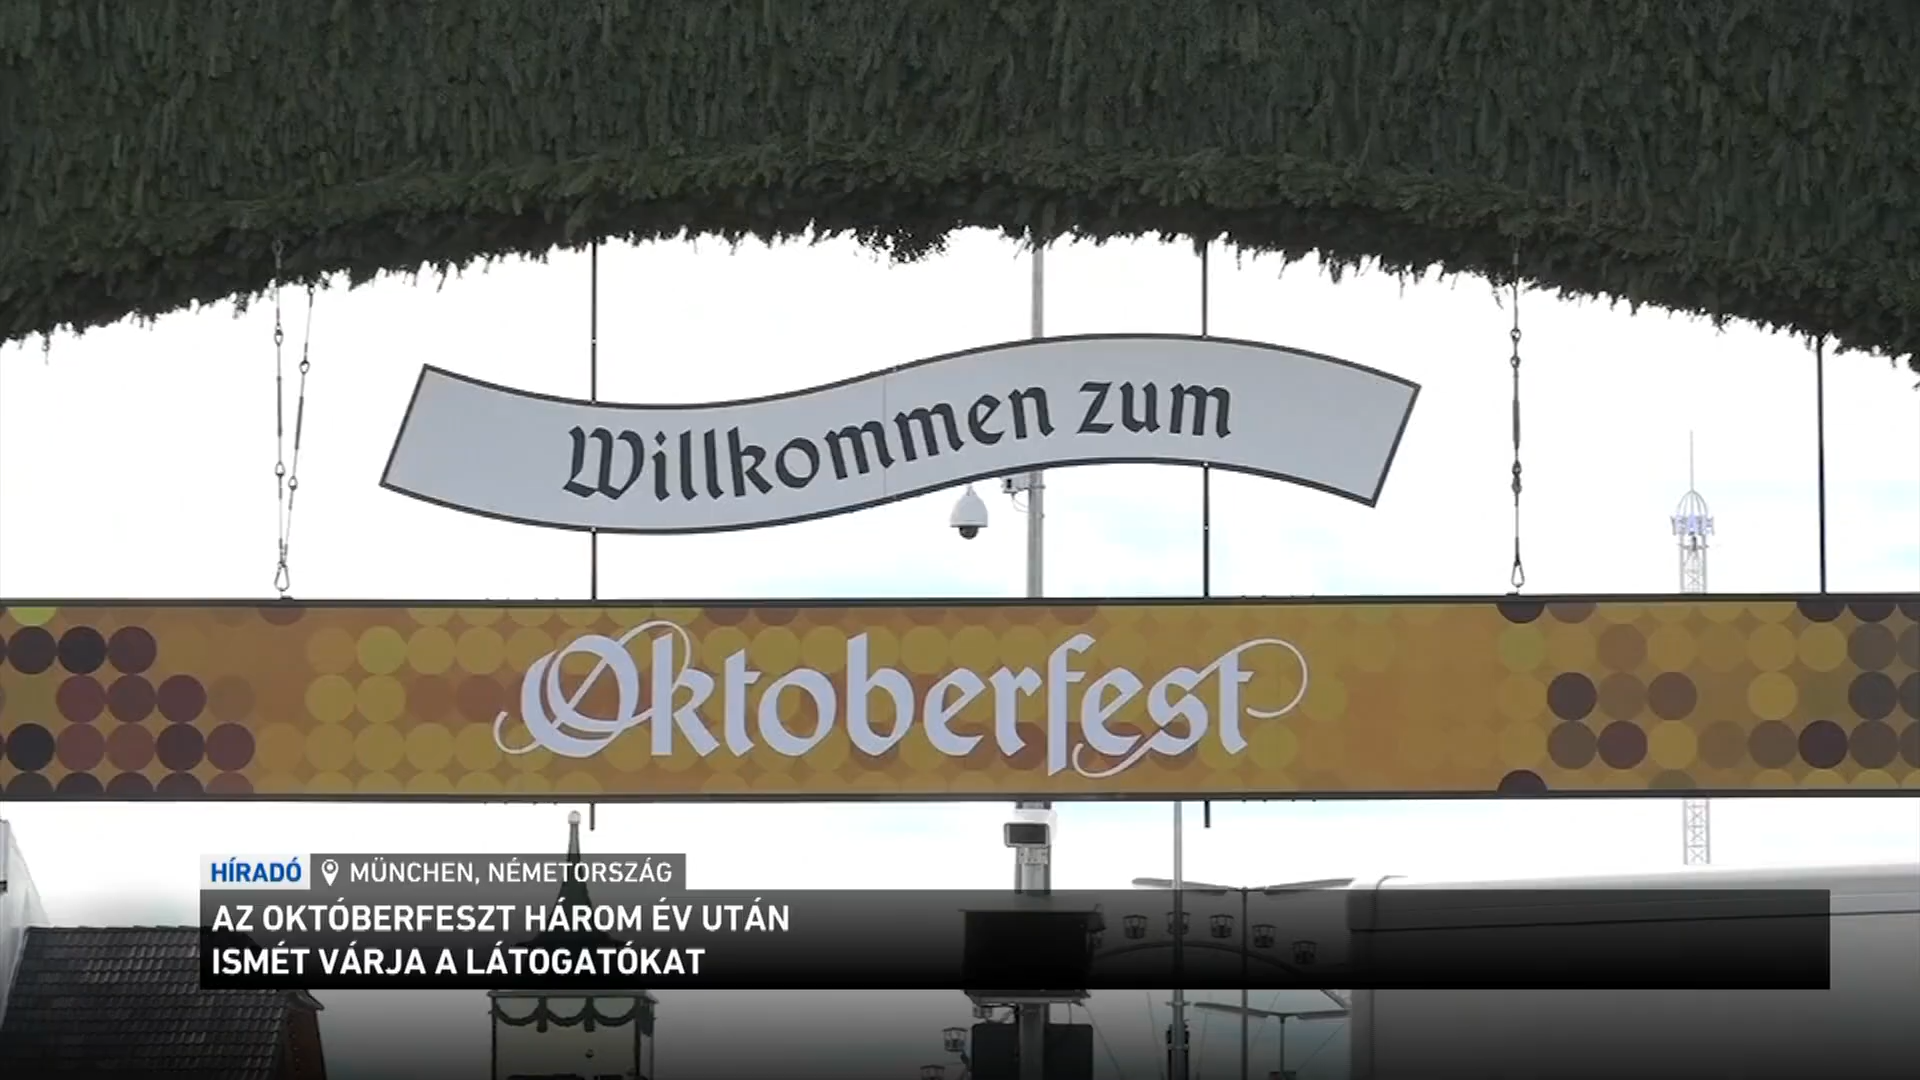 Willkommen zum
Oktoberfest
HÍRADÓ MÜNCHEN, NÉMETORSZÁG
AZ OKTÓBERFESZT HÁROM ÉV UTÁN
ISMÉT VÁRJA A LÁTOGATÓKAT